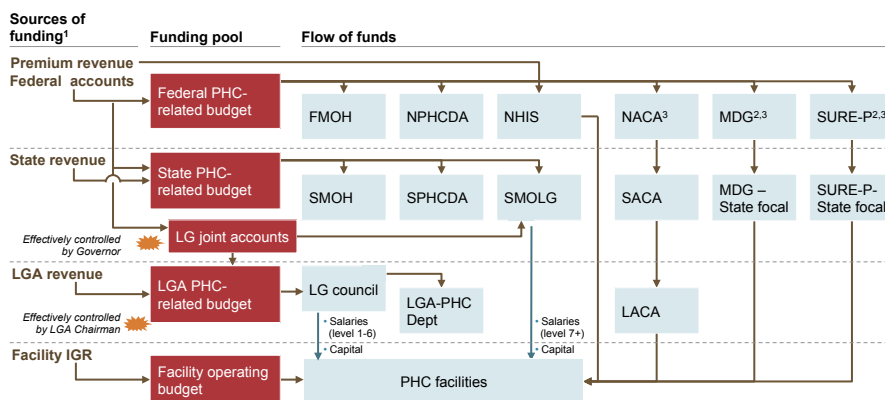 Sources of
funding¹
Funding pool
Flow of funds
Premium revenue
Federal accounts
Federal PHC-
related budget
FMOH
NPHCDA
NHIS
NACA³
MDG²,³
SURE-P²,³
State revenue
State PHC-
related budget
SMOH
SPHCDA
SMOLG
SACA
MDG –
State focal
SURE-P-
State focal
Effectively controlled
by Governor
LG joint accounts
LGA revenue
LGA PHC-
related budget
LG council
LGA-PHC
Dept
LACA
Effectively controlled
by LGA Chairman
• Salaries
(level 1-6)
• Capital
• Salaries
(level 7+)
• Capital
Facility IGR
Facility operating
budget
PHC facilities